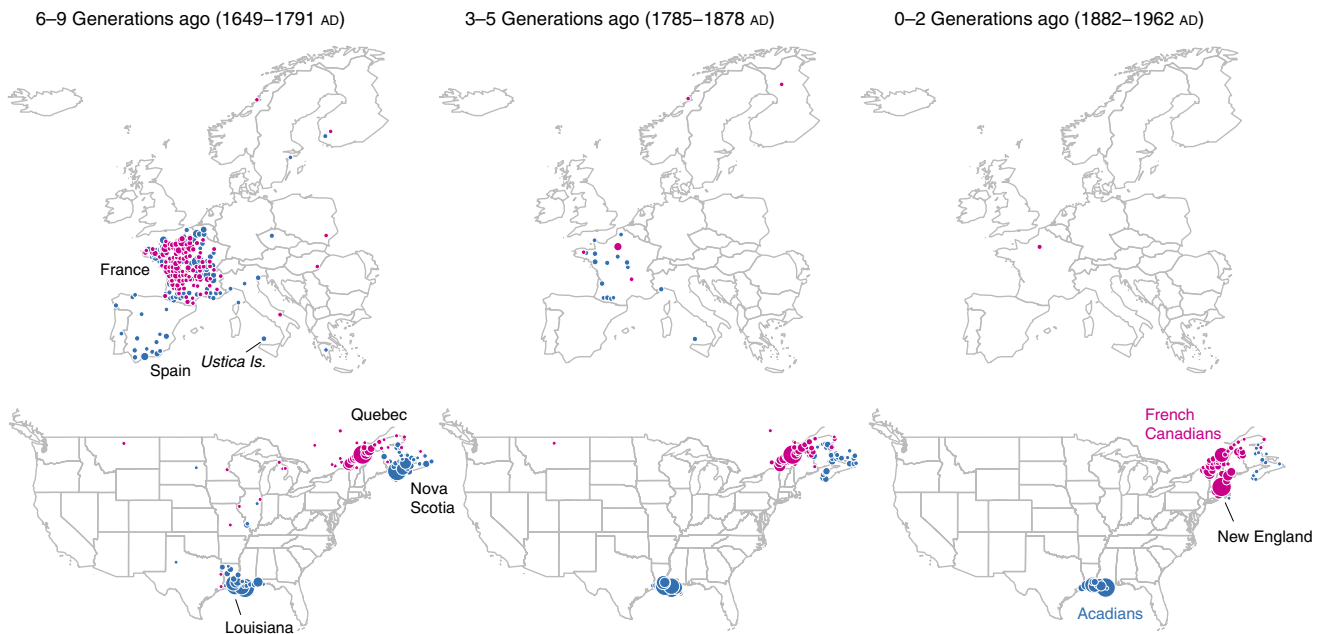 6–9 Generations ago (1649–1791 AD)
3–5 Generations ago (1785–1878 AD)
0–2 Generations ago (1882–1962 AD)
France
Spain
Ustica Is.
Quebec
Nova
Scotia
Louisiana
French
Canadians
New England
Acadians